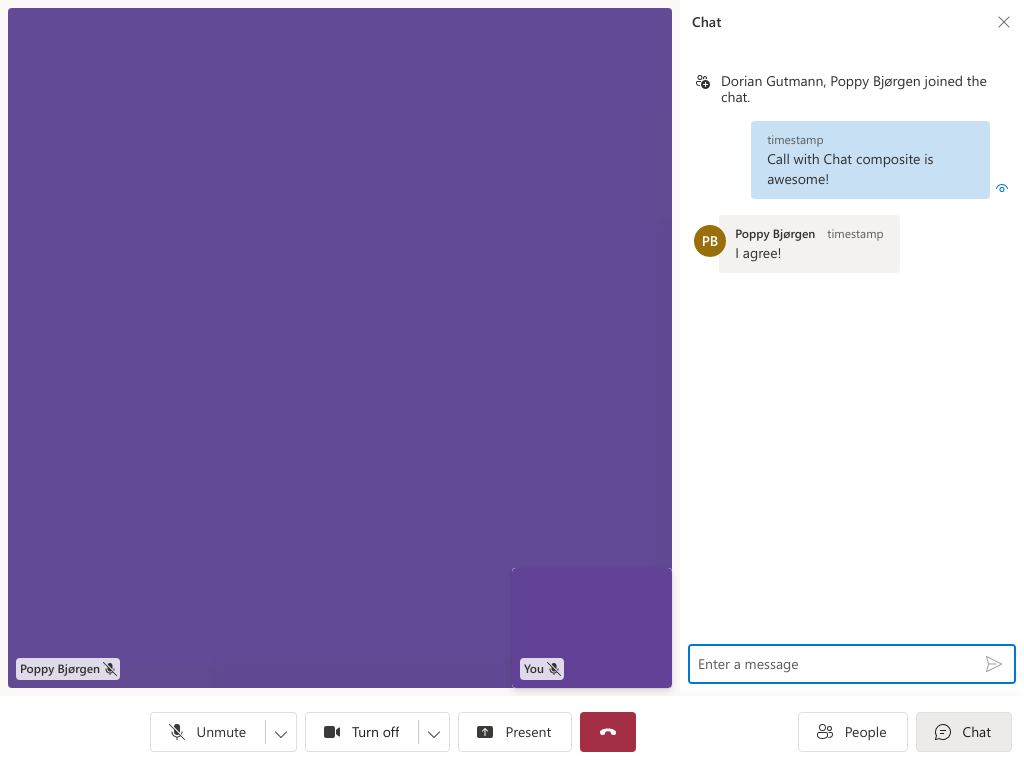 Chat
Dorian Gutmann, Poppy Bjørgen joined the
chat.
timestamp
Call with Chat composite is
awesome!
PB
Poppy Bjørgen timestamp
I agree!
Poppy Bjørgen
You
Enter a message
Unmute
Turn off
Present
People
Chat